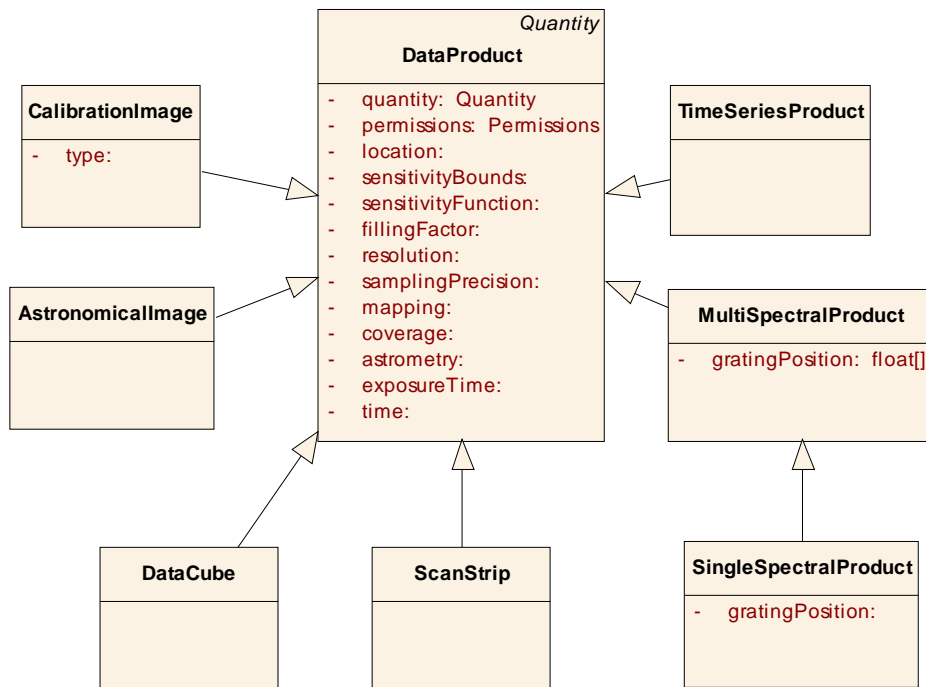 Quantity
DataProduct
- quantity: Quantity
- permissions: Permissions
- location:
- sensitivityBounds:
- sensitivityFunction:
- fillingFactor:
- resolution:
- samplingPrecision:
- mapping:
- coverage:
- astrometry:
- exposureTime:
- time:
CalibrationImage
- type:
TimeSeriesProduct
AstronomicalImage
MultiSpectralProduct
- gratingPosition: float[]
DataCube
ScanStrip
SingleSpectralProduct
- gratingPosition: